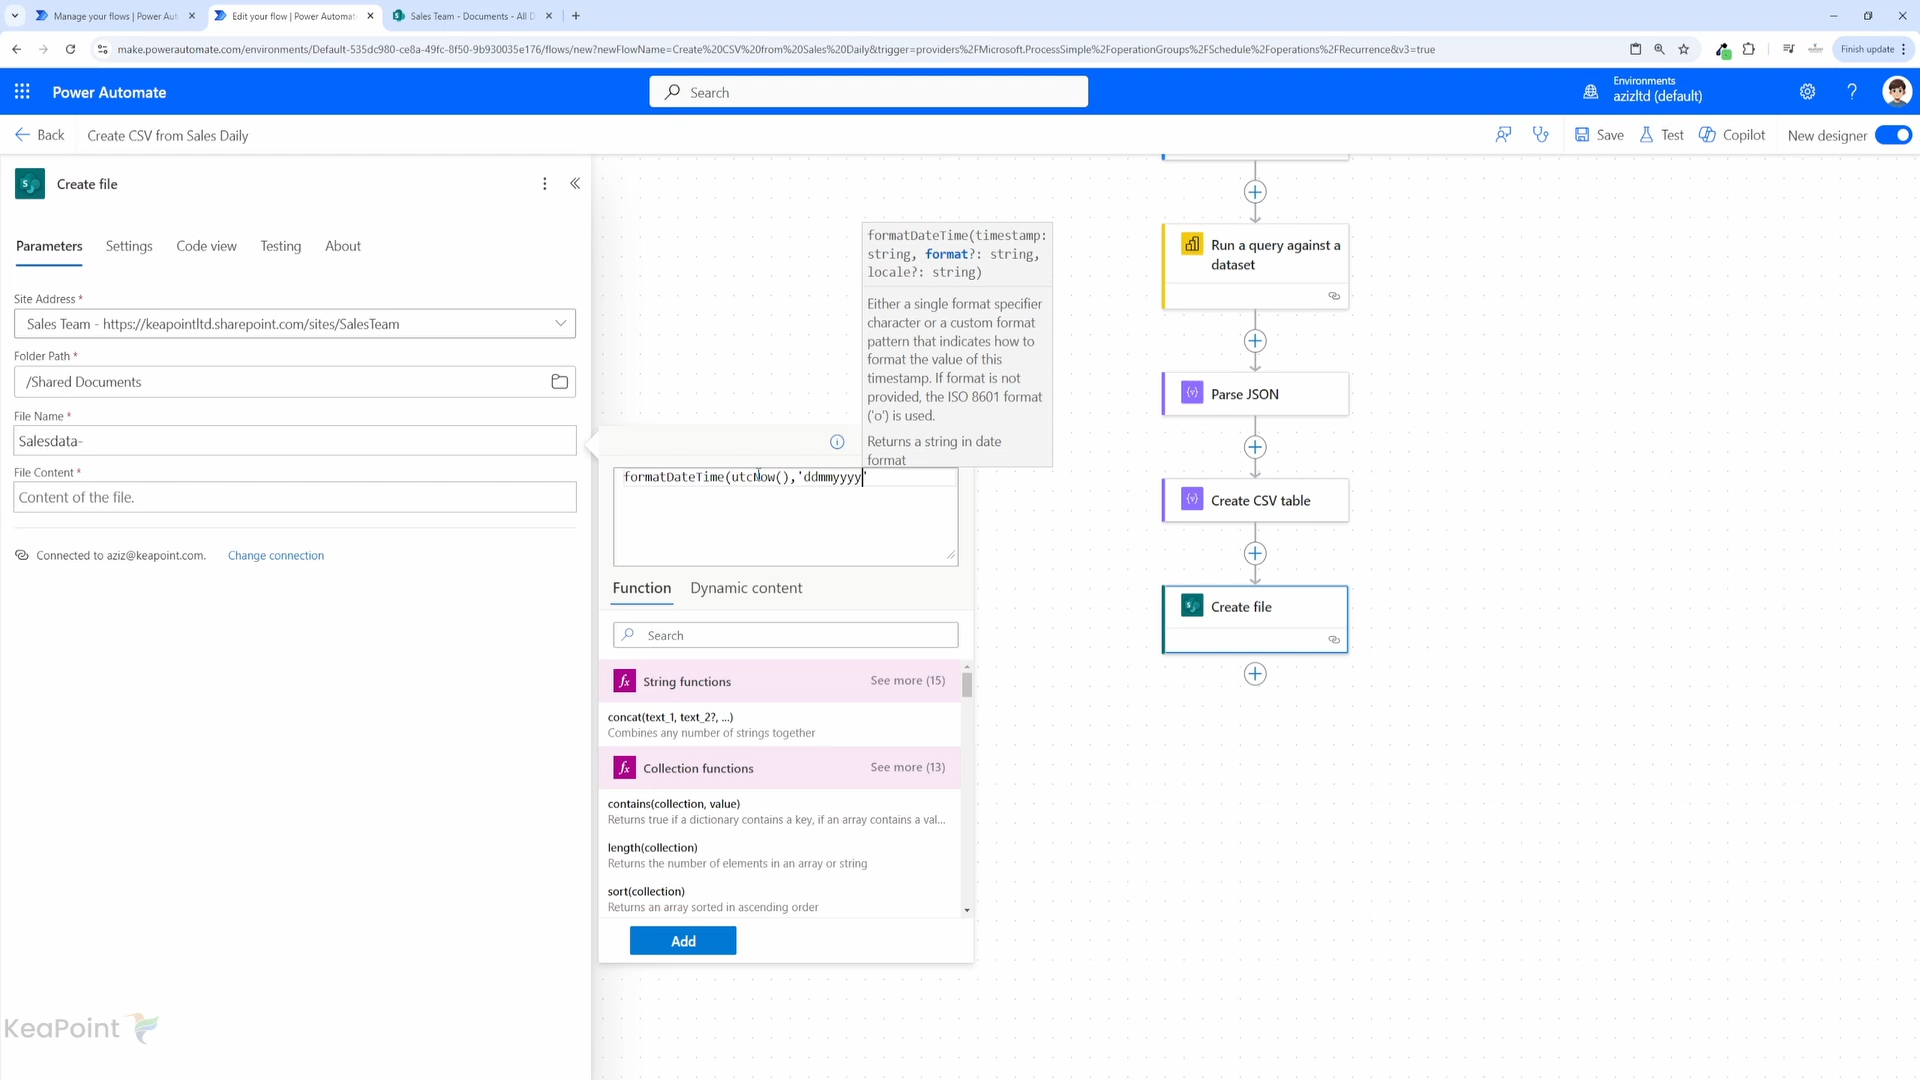 Manage your flows | Power Aut
Edit your flow | Power Automate
Sales Team - Documents - All D
make.powerautomate.com/environments/Default-535dc980-ce8a-49fc-8f50-9b930035e176/flows/new?newFlowName=Create%20CSV%20from%20Sales%20Daily&trigger=providers%2FMicrosoft.ProcessSimple%2FoperationGroups%2FSchedule%2Foperations%2FRecurrence&v3=true
Finish update
Power Automate
Search
Environments
azizltd (default)
Back
Create CSV from Sales Daily
Save
Test
Copilot
New designer
Create file
Parameters
Settings
Code view
Testing
About
Site Address *
Sales Team - https://keapointltd.sharepoint.com/sites/SalesTeam
Folder Path *
/Shared Documents
File Name *
Salesdata-
File Content *
Content of the file.
Connected to aziz@keapoint.com.
Change connection
formatDateTime(timestamp:
string, format?: string,
locale?: string)
Either a single format specifier
character or a custom format
pattern that indicates how to
format the value of this
timestamp. If format is not
provided, the ISO 8601 format
('o') is used.
Returns a string in date
format
formatDateTime(utcNow(),'ddmmyyyy'
Function
Dynamic content
Search
String functions
See more (15)
concat(text_1, text_2?, ...)
Combines any number of strings together
Collection functions
See more (13)
contains(collection, value)
Returns true if a dictionary contains a key, if an array contains a val...
length(collection)
Returns the number of elements in an array or string
sort(collection)
Returns an array sorted in ascending order
Add
Run a query against a
dataset
Parse JSON
Create CSV table
Create file
KeaPoint